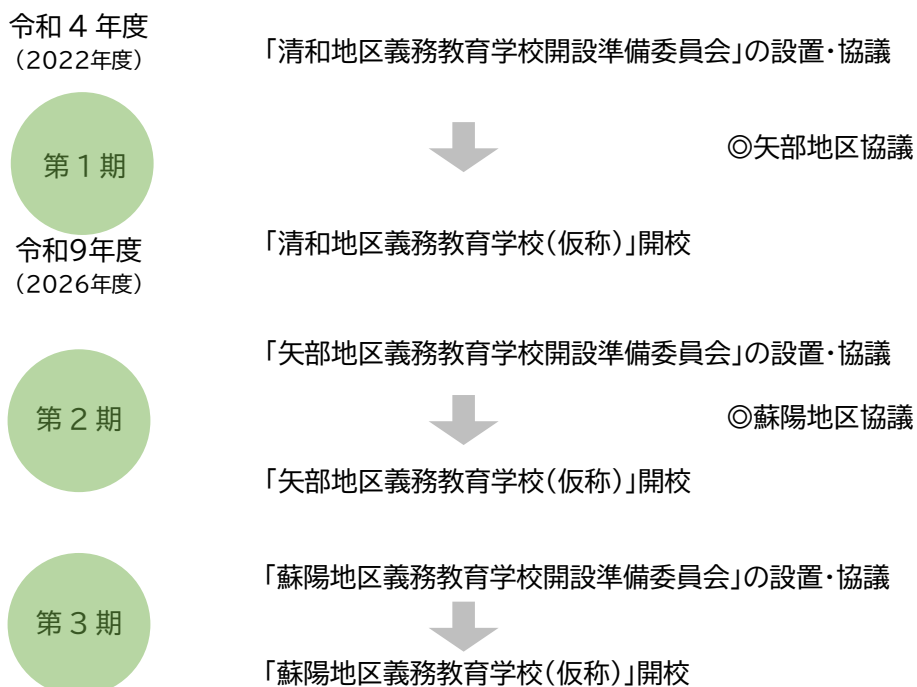 令和4年度
（2022年度）
「清和地区義務教育学校開設準備委員会」の設置・協議
第1期
◎矢部地区協議
令和9年度
（2026年度）
「清和地区義務教育学校（仮称）」開校
「矢部地区義務教育学校開設準備委員会」の設置・協議
第2期
◎蘇陽地区協議
「矢部地区義務教育学校（仮称）」開校
「蘇陽地区義務教育学校開設準備委員会」の設置・協議
第3期
「蘇陽地区義務教育学校（仮称）」開校